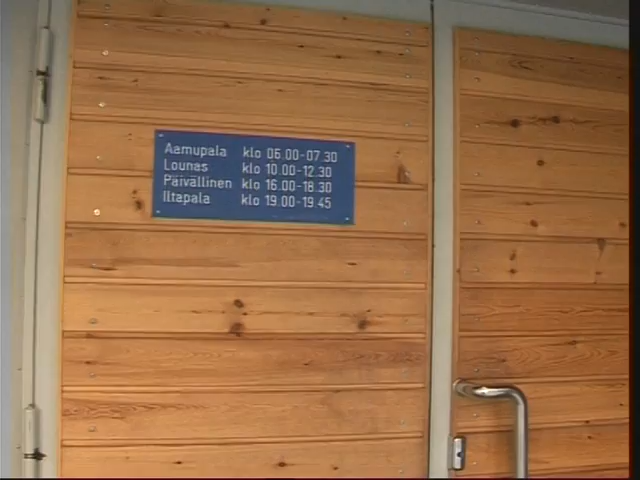 Aamupala klo 06.00-07.30
Lounas klo 10.00-12.30
Päivällinen klo 16.00-18.30
Iltapala klo 19.00-19.45